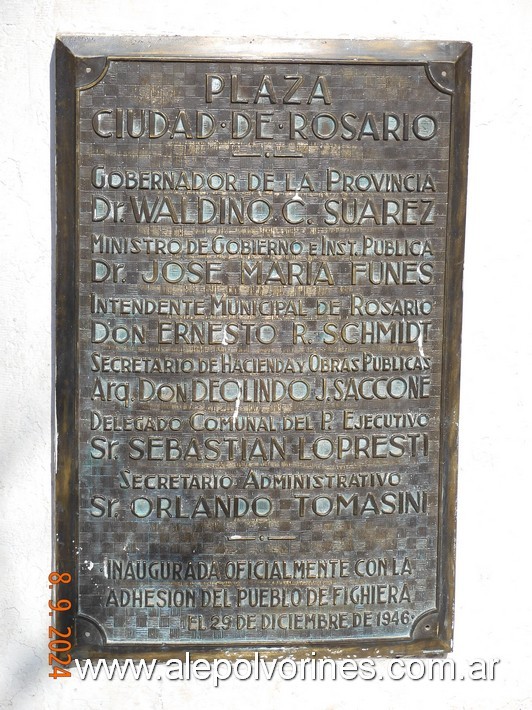 PLAZA
CIUDAD·DE·ROSARIO
GOBERNADOR DE LA PROVINCIA
Dr. WALDINO C. SUAREZ
MINISTRO DE GOBIERNO E INST. PUBLICA
Dr. JOSE MARIA FUNES
INTENDENTE MUNICIPAL DE ROSARIO
DON ERNESTO R. SCHMIDT
SECRETARIO DE HACIENDA Y OBRAS PUBLICAS
Arq. DON DEOLINDO J. SACCONE
DELEGADO COMUNAL DEL P. EJECUTIVO
Sr. SEBASTIAN LOPRESTI
SECRETARIO ADMINISTRATIVO
Sr. ORLANDO TOMASINI
INAUGURADA OFICIALMENTE CON LA
ADHESION DEL PUEBLO DE FIGHIERA
EL 29 DE DICIEMBRE DE 1946
8. 9. 2024
www.alepolvorines.com.ar